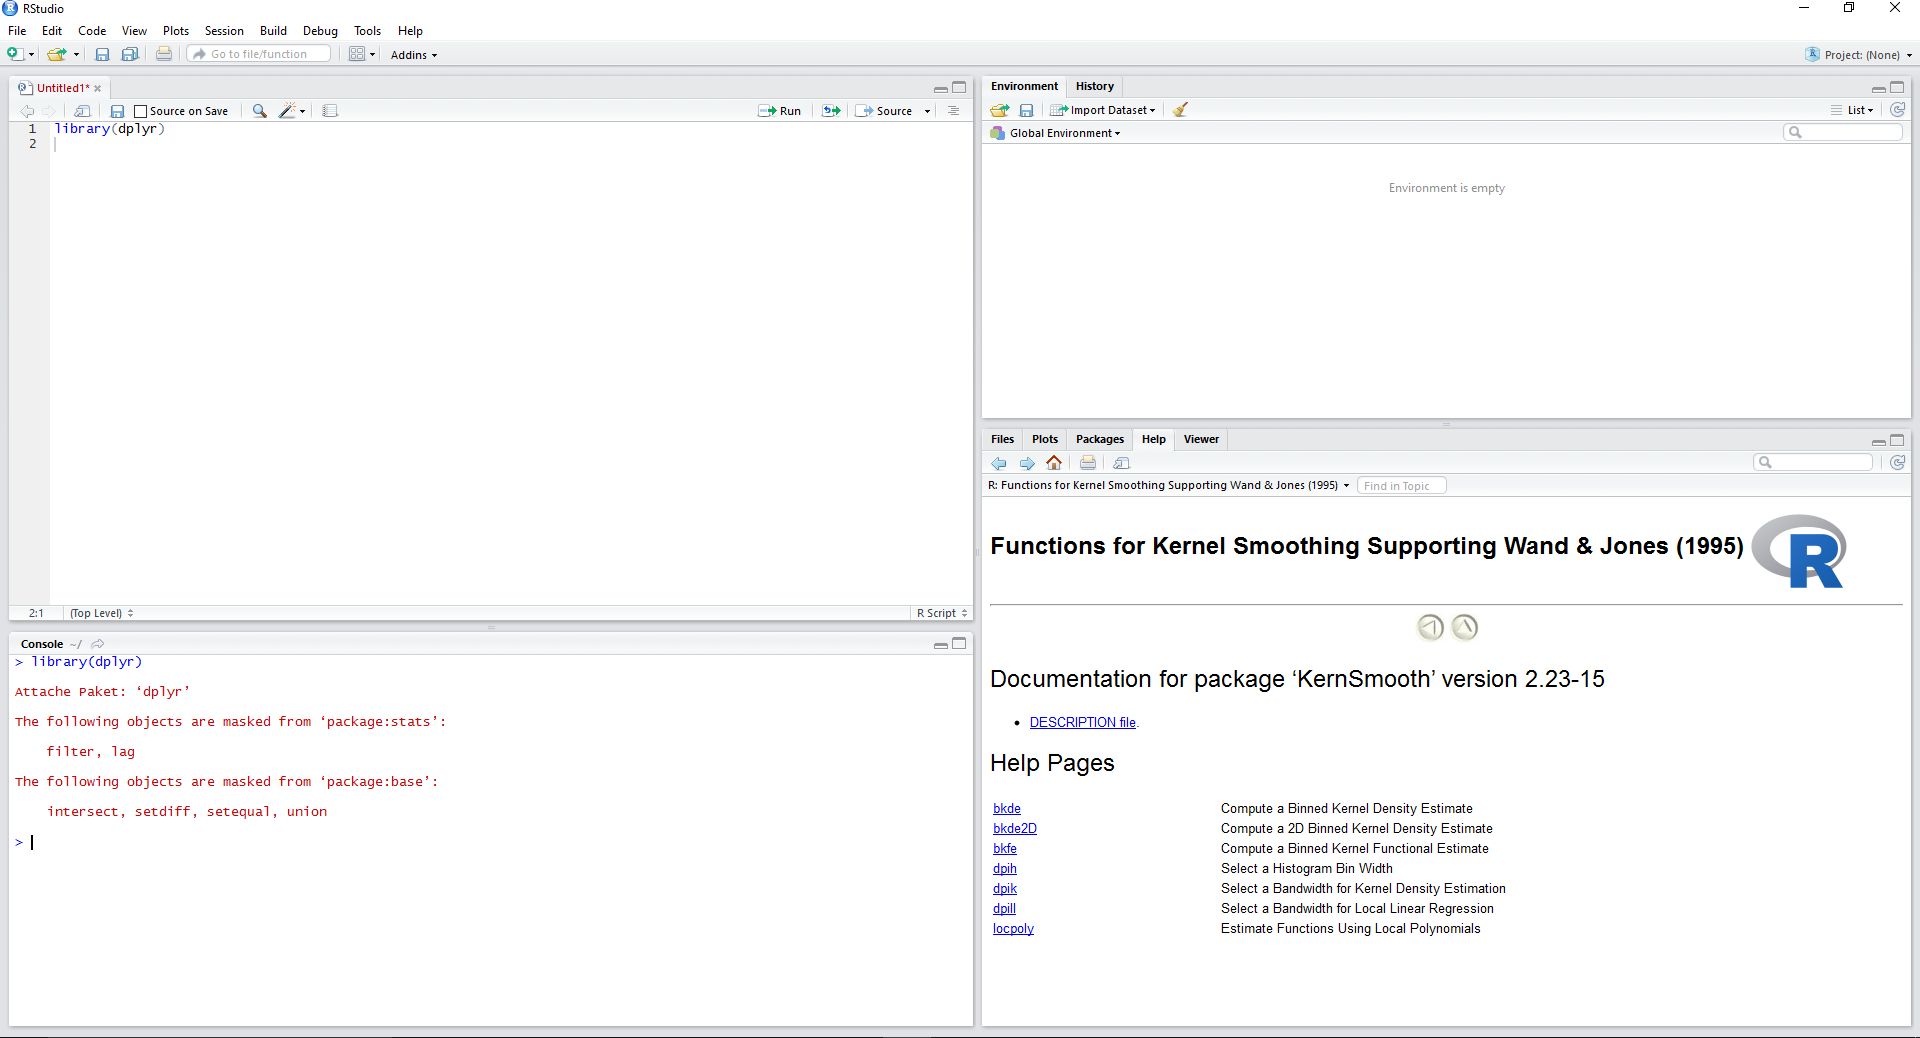 RStudio
File Edit Code View Plots Session Build Debug Tools Help
Go to file/function Addins Project: (None)
Untitled1*
Source on Save Run Source
1 library(dplyr)
2
2:1 (Top Level) R Script
Console ~/
> library(dplyr)
Attache Paket: ‘dplyr’
The following objects are masked from ‘package:stats’:
filter, lag
The following objects are masked from ‘package:base’:
intersect, setdiff, setequal, union
>
Environment History
Import Dataset List
Global Environment
Environment is empty
Files Plots Packages Help Viewer
R: Functions for Kernel Smoothing Supporting Wand & Jones (1995) Find in Topic
Functions for Kernel Smoothing Supporting Wand & Jones (1995) R
Documentation for package ‘KernSmooth’ version 2.23-15
• DESCRIPTION file.
Help Pages
bkde Compute a Binned Kernel Density Estimate
bkde2D Compute a 2D Binned Kernel Density Estimate
bkfe Compute a Binned Kernel Functional Estimate
dpih Select a Histogram Bin Width
dpik Select a Bandwidth for Kernel Density Estimation
dpill Select a Bandwidth for Local Linear Regression
locpoly Estimate Functions Using Local Polynomials